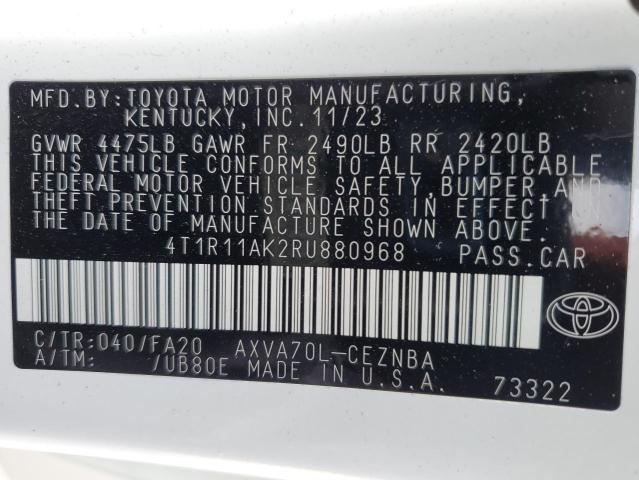 MFD.BY:TOYOTA MOTOR MANUFACTURING,
KENTUCKY,INC.11/23
GVWR 4475LB GAWR FR 2490LB RR 2420LB
THIS VEHICLE CONFORMS TO ALL APPLICABLE
FEDERAL MOTOR VEHICLE SAFETY,BUMPER,AND
THEFT PREVENTION STANDARDS IN EFFECT ON
THE DATE OF MANUFACTURE SHOWN ABOVE.
4T1R11AK2RU880968 PASS.CAR
C/TR:040/FA20 AXVA70L-CEZNBA
A/TM: /UB80E MADE IN U.S.A. 73322